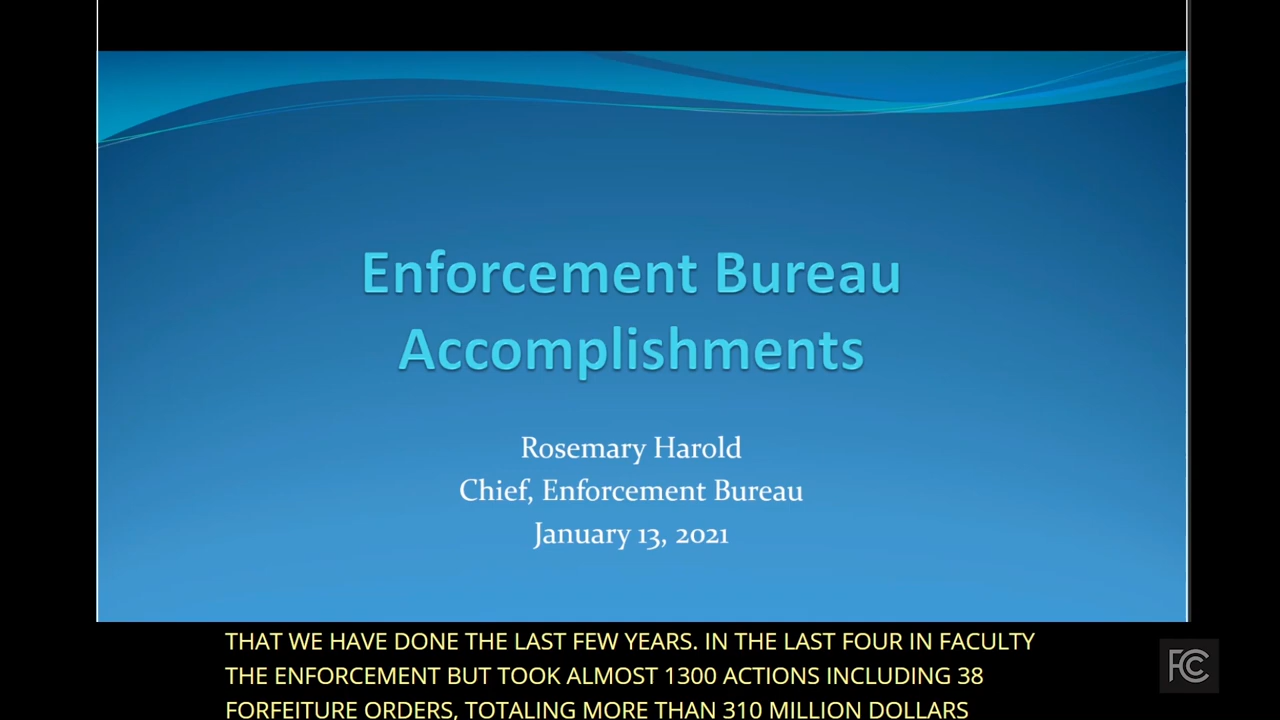 Enforcement Bureau
Accomplishments
Rosemary Harold
Chief, Enforcement Bureau
January 13, 2021
THAT WE HAVE DONE THE LAST FEW YEARS. IN THE LAST FOUR IN FACULTY
THE ENFORCEMENT BUT TOOK ALMOST 1300 ACTIONS INCLUDING 38
FORFEITURE ORDERS, TOTALING MORE THAN 310 MILLION DOLLARS
FCC